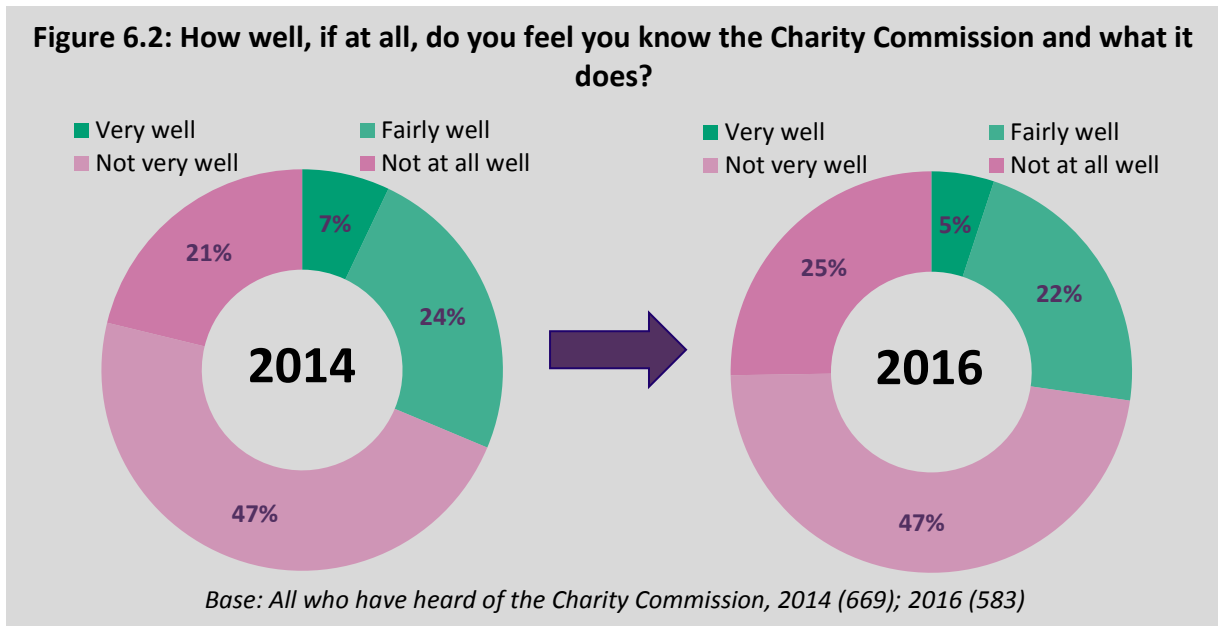 Figure 6.2: How well, if at all, do you feel you know the Charity Commission and what it
does?
Very well
Fairly well
Not very well
Not at all well
7%
21%
24%
2014
47%
Very well
Fairly well
Not very well
Not at all well
5%
25%
22%
2016
47%
Base: All who have heard of the Charity Commission, 2014 (669); 2016 (583)